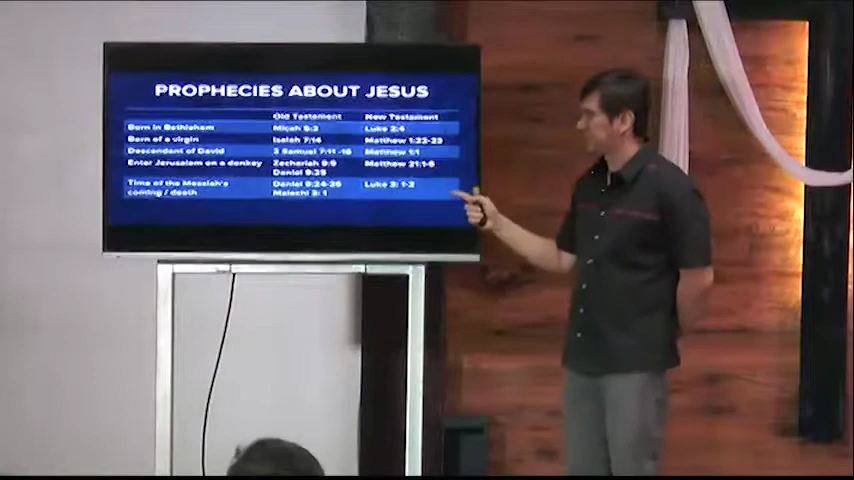 PROPHECIES ABOUT JESUS
Old Testament New Testament
Born in Bethlehem Micah 5:2 Luke 2:4
Born of a virgin Isaiah 7:14 Matthew 1:22-23
Descendant of David 2 Samuel 7:11-16 Matthew 1:1
Enter Jerusalem on a donkey Zechariah 9:9 Matthew 21:1-5
Daniel 9:25
Time of the Messiah's Daniel 9:24-26 Luke 3: 1-2
coming / death Malachi 3: 1